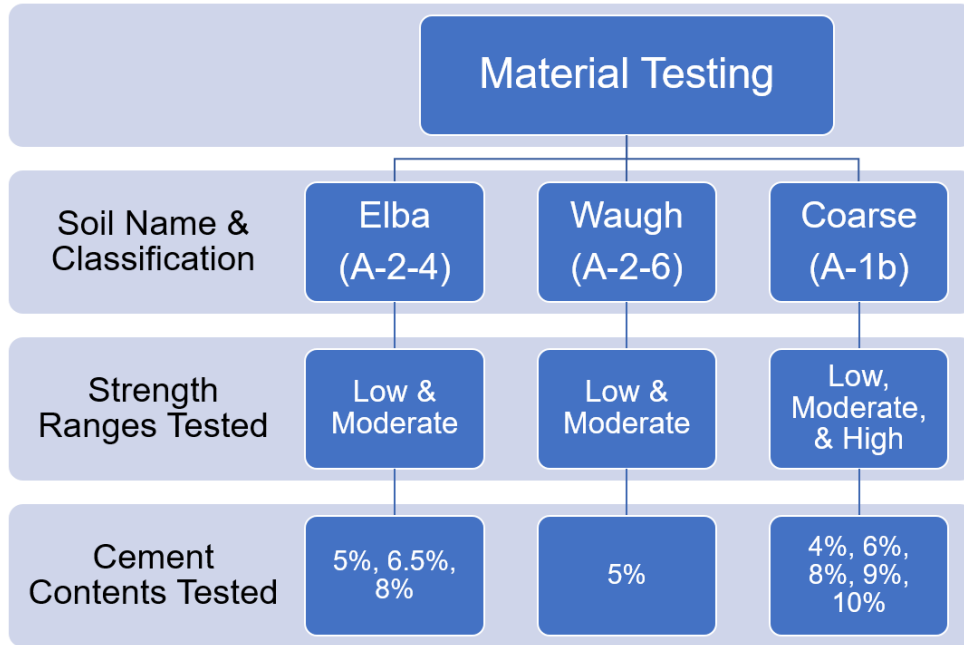 Material Testing
Soil Name &
Classification
Elba
(A-2-4)
Waugh
(A-2-6)
Coarse
(A-1b)
Strength
Ranges Tested
Low &
Moderate
Low &
Moderate
Low,
Moderate,
& High
Cement
Contents Tested
5%, 6.5%,
8%
5%
4%, 6%,
8%, 9%,
10%